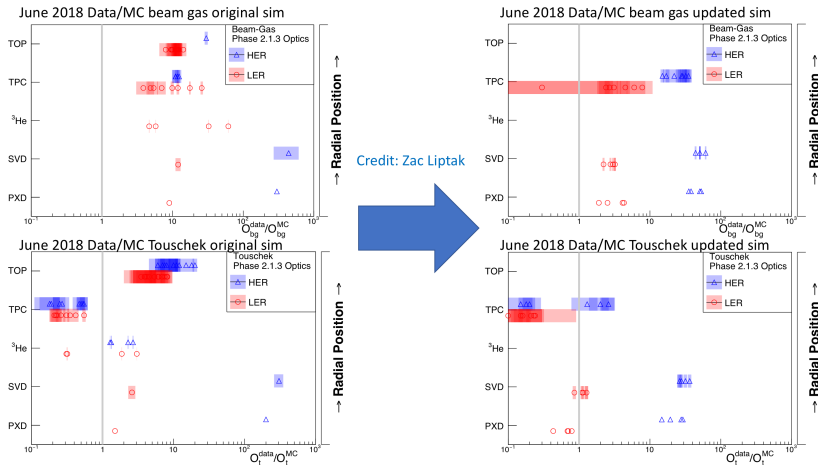 June 2018 Data/MC beam gas original sim
Beam-Gas
Phase 2.1.3 Optics
HER
LER
TOP
TPC
³He
SVD
PXD
10⁻¹ 1 10 10² 10³
O_bg^data/O_bg^MC
Radial Position
June 2018 Data/MC beam gas updated sim
Beam-Gas
Phase 2.1.3 Optics
HER
LER
TOP
TPC
³He
SVD
PXD
10⁻¹ 1 10 10² 10³
O_bg^data/O_bg^MC
Radial Position
Credit: Zac Liptak
June 2018 Data/MC Touschek original sim
Touschek
Phase 2.1.3 Optics
HER
LER
TOP
TPC
³He
SVD
PXD
10⁻¹ 1 10 10² 10³
O_t^data/O_t^MC
Radial Position
June 2018 Data/MC Touschek updated sim
Touschek
Phase 2.1.3 Optics
HER
LER
TOP
TPC
³He
SVD
PXD
10⁻¹ 1 10 10² 10³
O_t^data/O_t^MC
Radial Position